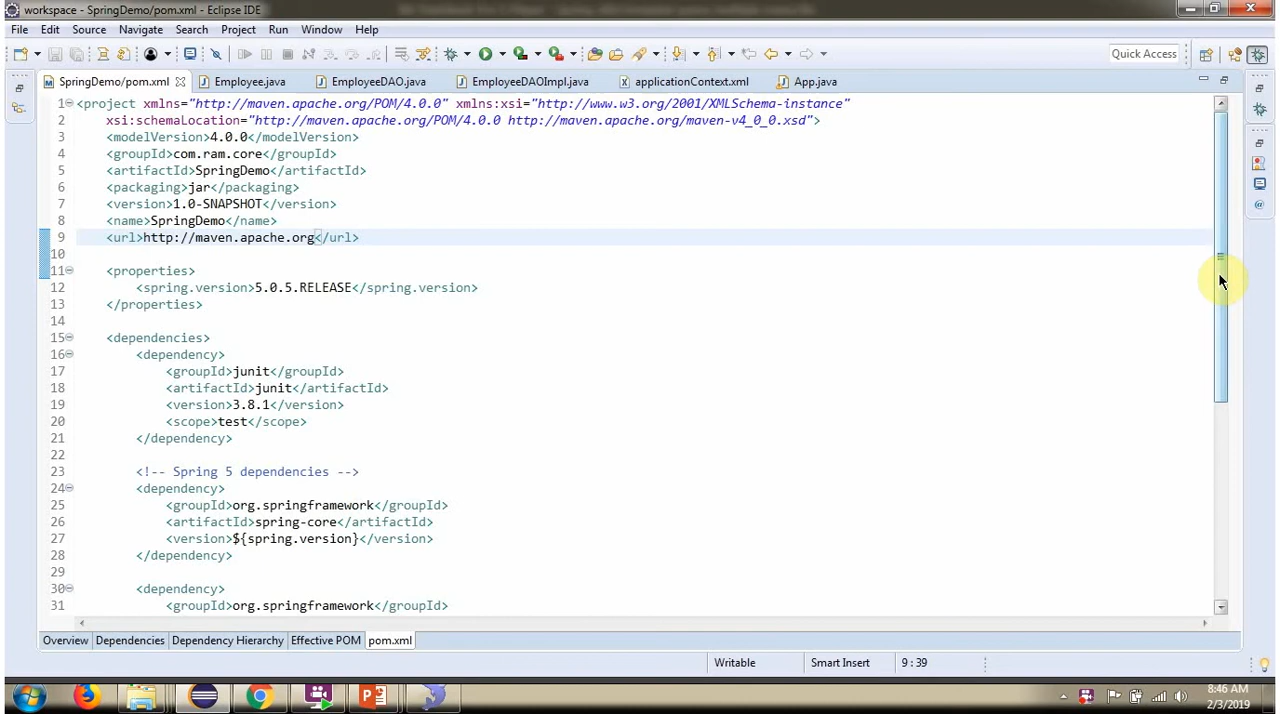 workspace - SpringDemo/pom.xml - Eclipse IDE
File Edit Source Navigate Search Project Run Window Help
Quick Access
SpringDemo/pom.xml Employee.java EmployeeDAO.java EmployeeDAOImpl.java applicationContext.xml App.java
1 <project xmlns="http://maven.apache.org/POM/4.0.0" xmlns:xsi="http://www.w3.org/2001/XMLSchema-instance"
2 xsi:schemaLocation="http://maven.apache.org/POM/4.0.0 http://maven.apache.org/maven-v4_0_0.xsd">
3 <modelVersion>4.0.0</modelVersion>
4 <groupId>com.ram.core</groupId>
5 <artifactId>SpringDemo</artifactId>
6 <packaging>jar</packaging>
7 <version>1.0-SNAPSHOT</version>
8 <name>SpringDemo</name>
9 <url>http://maven.apache.org</url>
10
11 <properties>
12 <spring.version>5.0.5.RELEASE</spring.version>
13 </properties>
14
15 <dependencies>
16 <dependency>
17 <groupId>junit</groupId>
18 <artifactId>junit</artifactId>
19 <version>3.8.1</version>
20 <scope>test</scope>
21 </dependency>
22
23 <!-- Spring 5 dependencies -->
24 <dependency>
25 <groupId>org.springframework</groupId>
26 <artifactId>spring-core</artifactId>
27 <version>${spring.version}</version>
28 </dependency>
29
30 <dependency>
31 <groupId>org.springframework</groupId>
Overview Dependencies Dependency Hierarchy Effective POM pom.xml
Writable Smart Insert 9 : 39
8:46 AM
2/3/2019